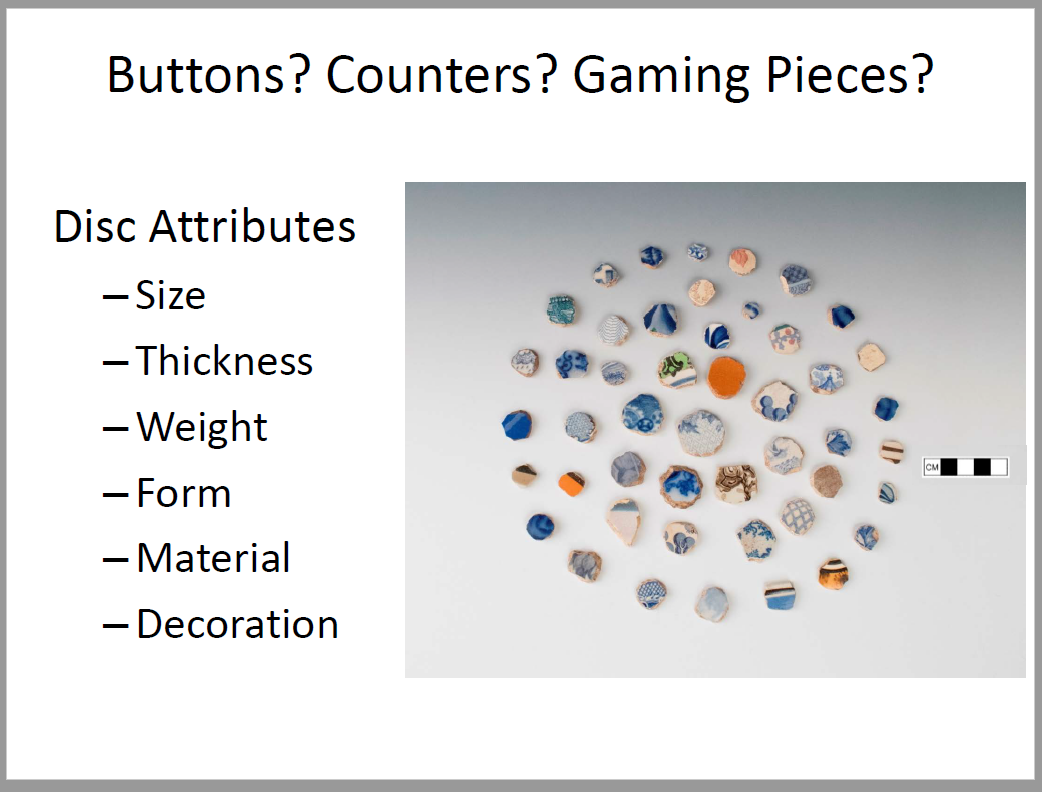 Buttons? Counters? Gaming Pieces?
Disc Attributes
– Size
– Thickness
– Weight
– Form
– Material
– Decoration
CM